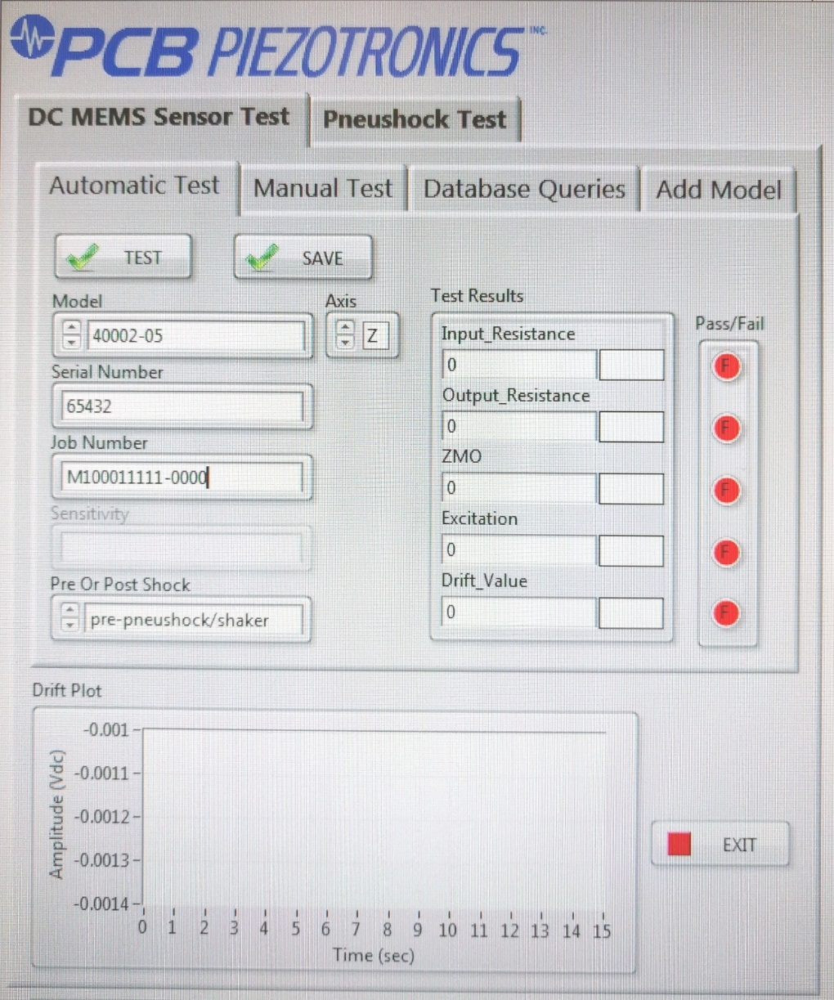 PCB PIEZOTRONICS INC.
DC MEMS Sensor Test
Pneushock Test
Automatic Test
Manual Test
Database Queries
Add Model
TEST
SAVE
Model
40002-05
Axis
Z
Serial Number
65432
Job Number
M100011111-0000
Sensitivity
Pre Or Post Shock
pre-pneushock/shaker
Test Results
Input_Resistance
0
Output_Resistance
0
ZMO
0
Excitation
0
Drift_Value
0
Pass/Fail
F
F
F
F
F
Drift Plot
Amplitude (Vdc)
-0.001
-0.0011
-0.0012
-0.0013
-0.0014
0 1 2 3 4 5 6 7 8 9 10 11 12 13 14 15
Time (sec)
EXIT